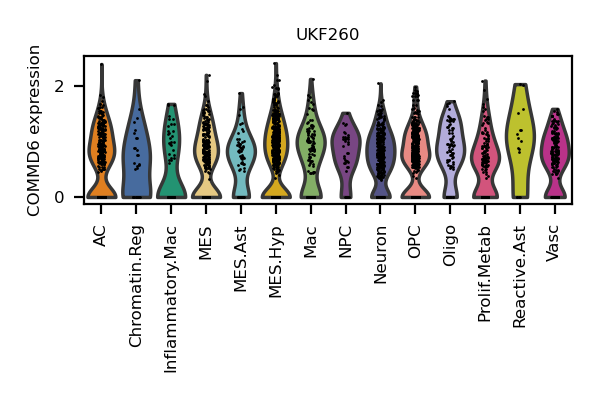 UKF260
COMMD6 expression
2
0
AC
Chromatin.Reg
Inflammatory.Mac
MES
MES.Ast
MES.Hyp
Mac
NPC
Neuron
OPC
Oligo
Prolif.Metab
Reactive.Ast
Vasc